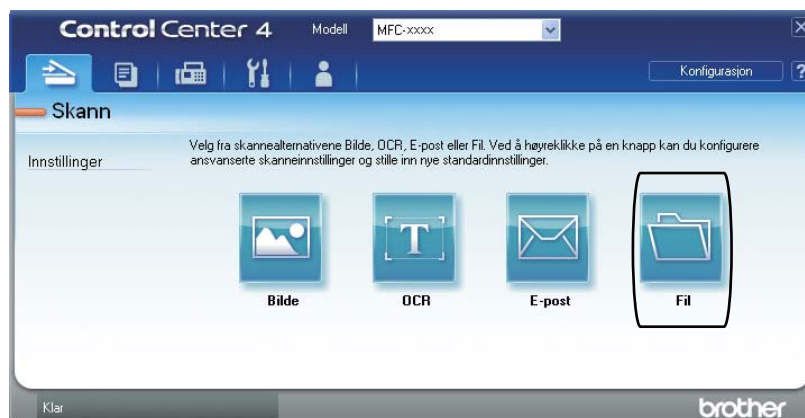 Control Center 4
Modell
MFC-xxxx
Konfigurasjon
?
Skann
Innstillinger
Velg fra skannealternativene Bilde, OCR, E-post eller Fil. Ved å høyreklikke på en knapp kan du konfigurere
ansvanserte skanneinnstillinger og stille inn nye standardinnstillinger.
T
Bilde
OCR
E-post
Fil
Klar
brother